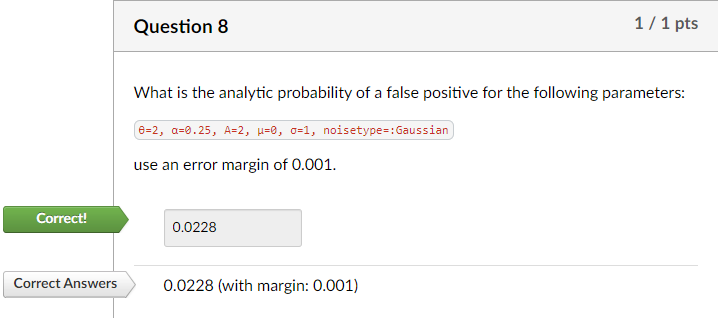 Question 8
1 / 1 pts
What is the analytic probability of a false positive for the following parameters:
θ=2, α=0.25, A=2, μ=0, σ=1, noisetype=:Gaussian
use an error margin of 0.001.
Correct!
0.0228
Correct Answers
0.0228 (with margin: 0.001)